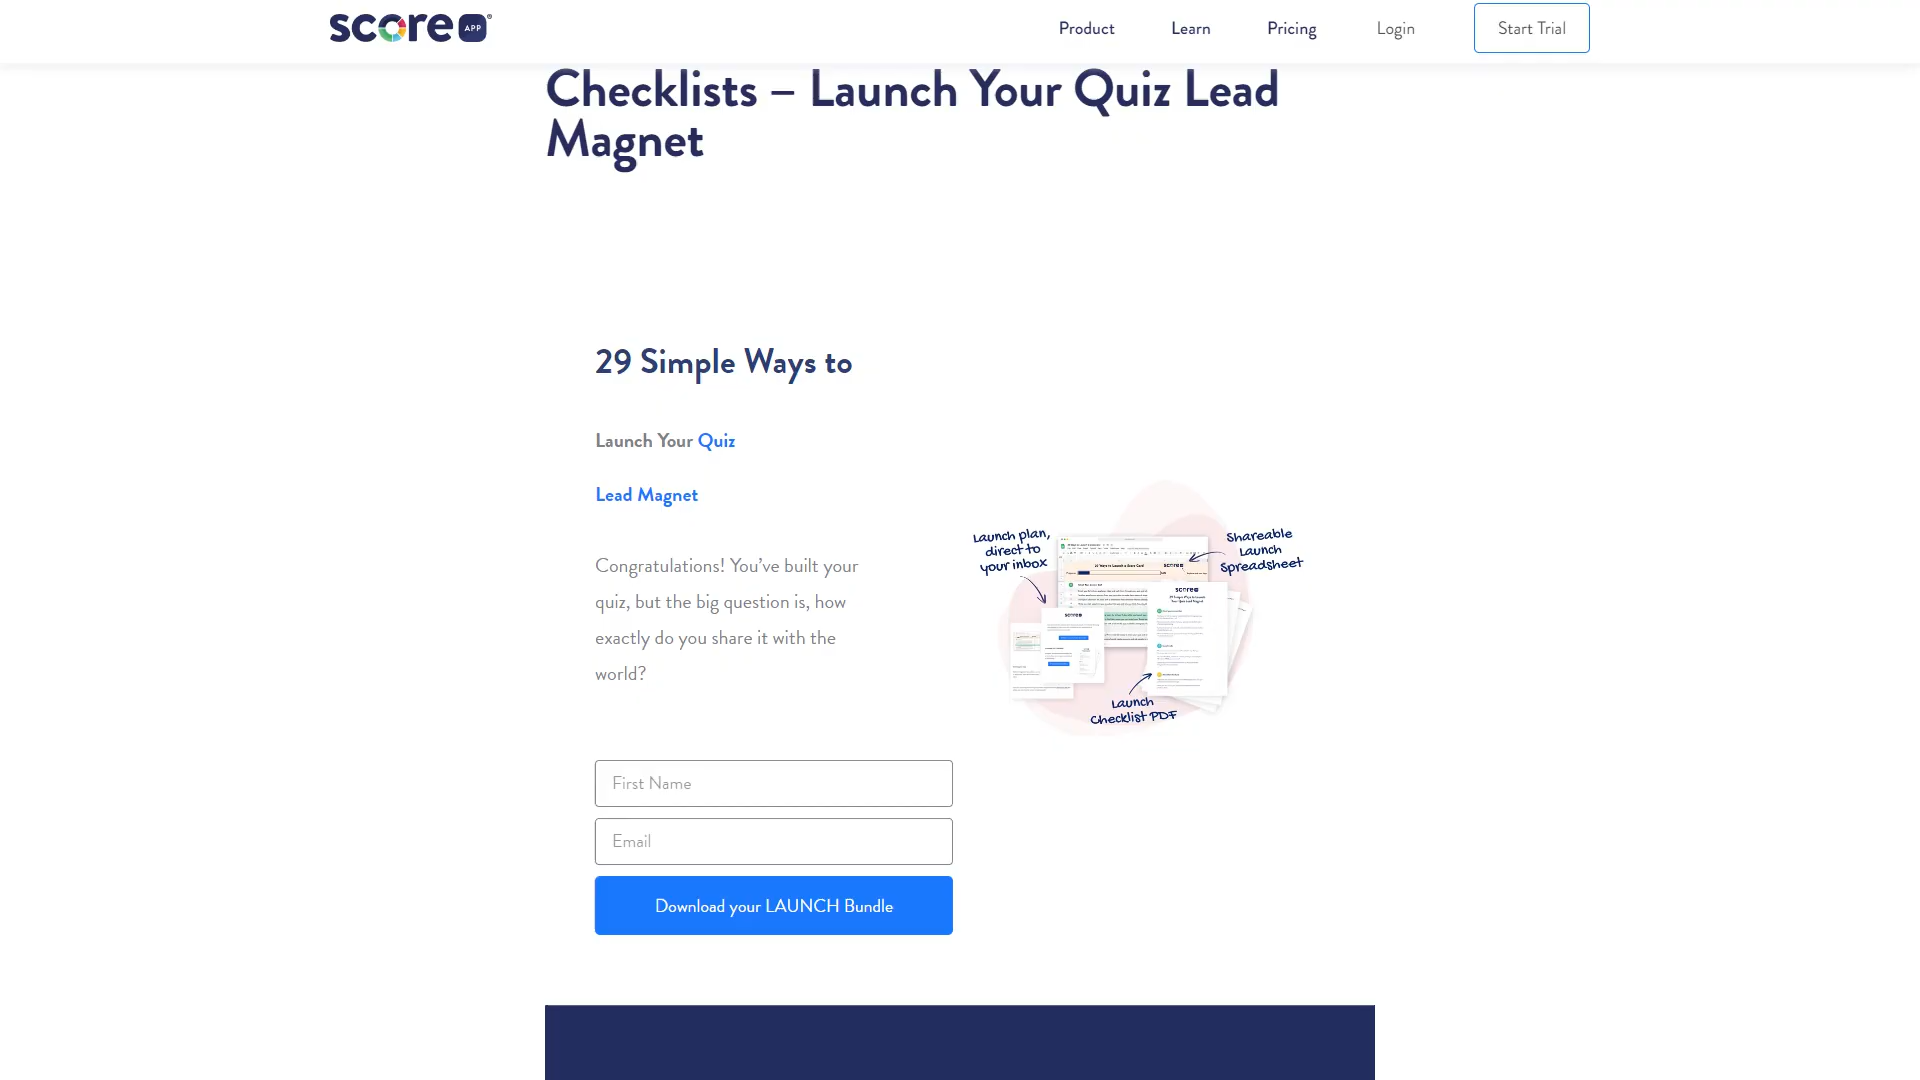 score APP
Product
Learn
Pricing
Login
Start Trial
Checklists – Launch Your Quiz Lead
Magnet
29 Simple Ways to
Launch Your Quiz
Lead Magnet
Congratulations! You’ve built your
quiz, but the big question is, how
exactly do you share it with the
world?
Launch plan,
direct to
your inbox
Shareable
Launch
Spreadsheet
Launch
Checklist PDF
First Name
Email
Download your LAUNCH Bundle